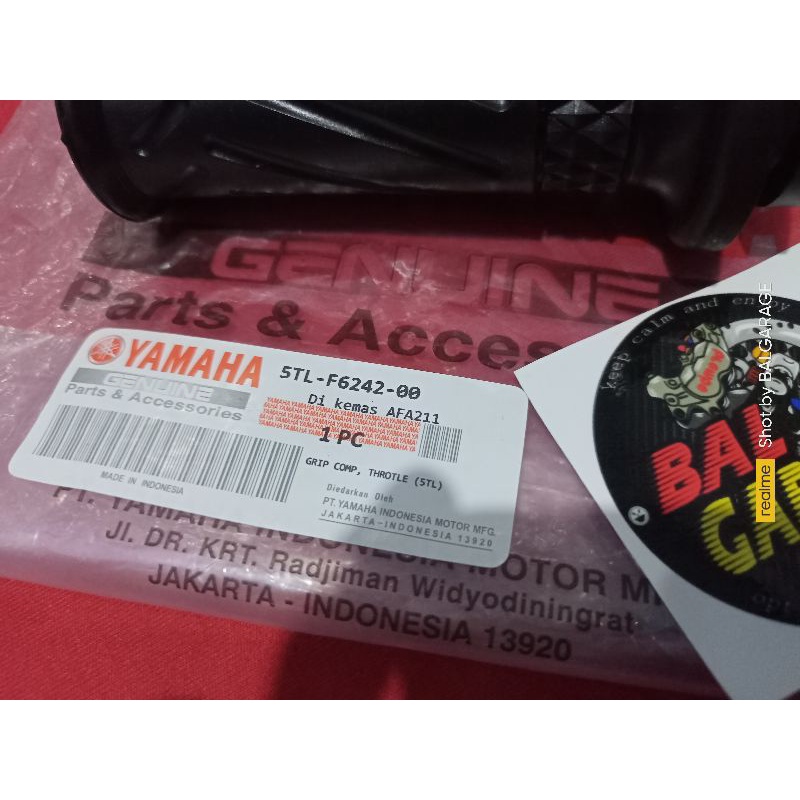 GENUINE
Parts & Acces
YAMAHA
GENUINE
Parts & Accessories
5TL-F6242-00
Di kemas AFA211
1 PC
GRIP COMP, THROTLE (5TL)
MADE IN INDONESIA
Diedarkan Oleh
PT. YAMAHA INDONESIA MOTOR MFG.
JAKARTA-INDONESIA 13920
PT. YAMAHA INDONESIA MOTOR M
JL. DR. KRT. Radjiman Widyodiningrat
JAKARTA - INDONESIA 13920
keep calm and enjoy
BAL
GAR
realme Shot by BALGARAGE